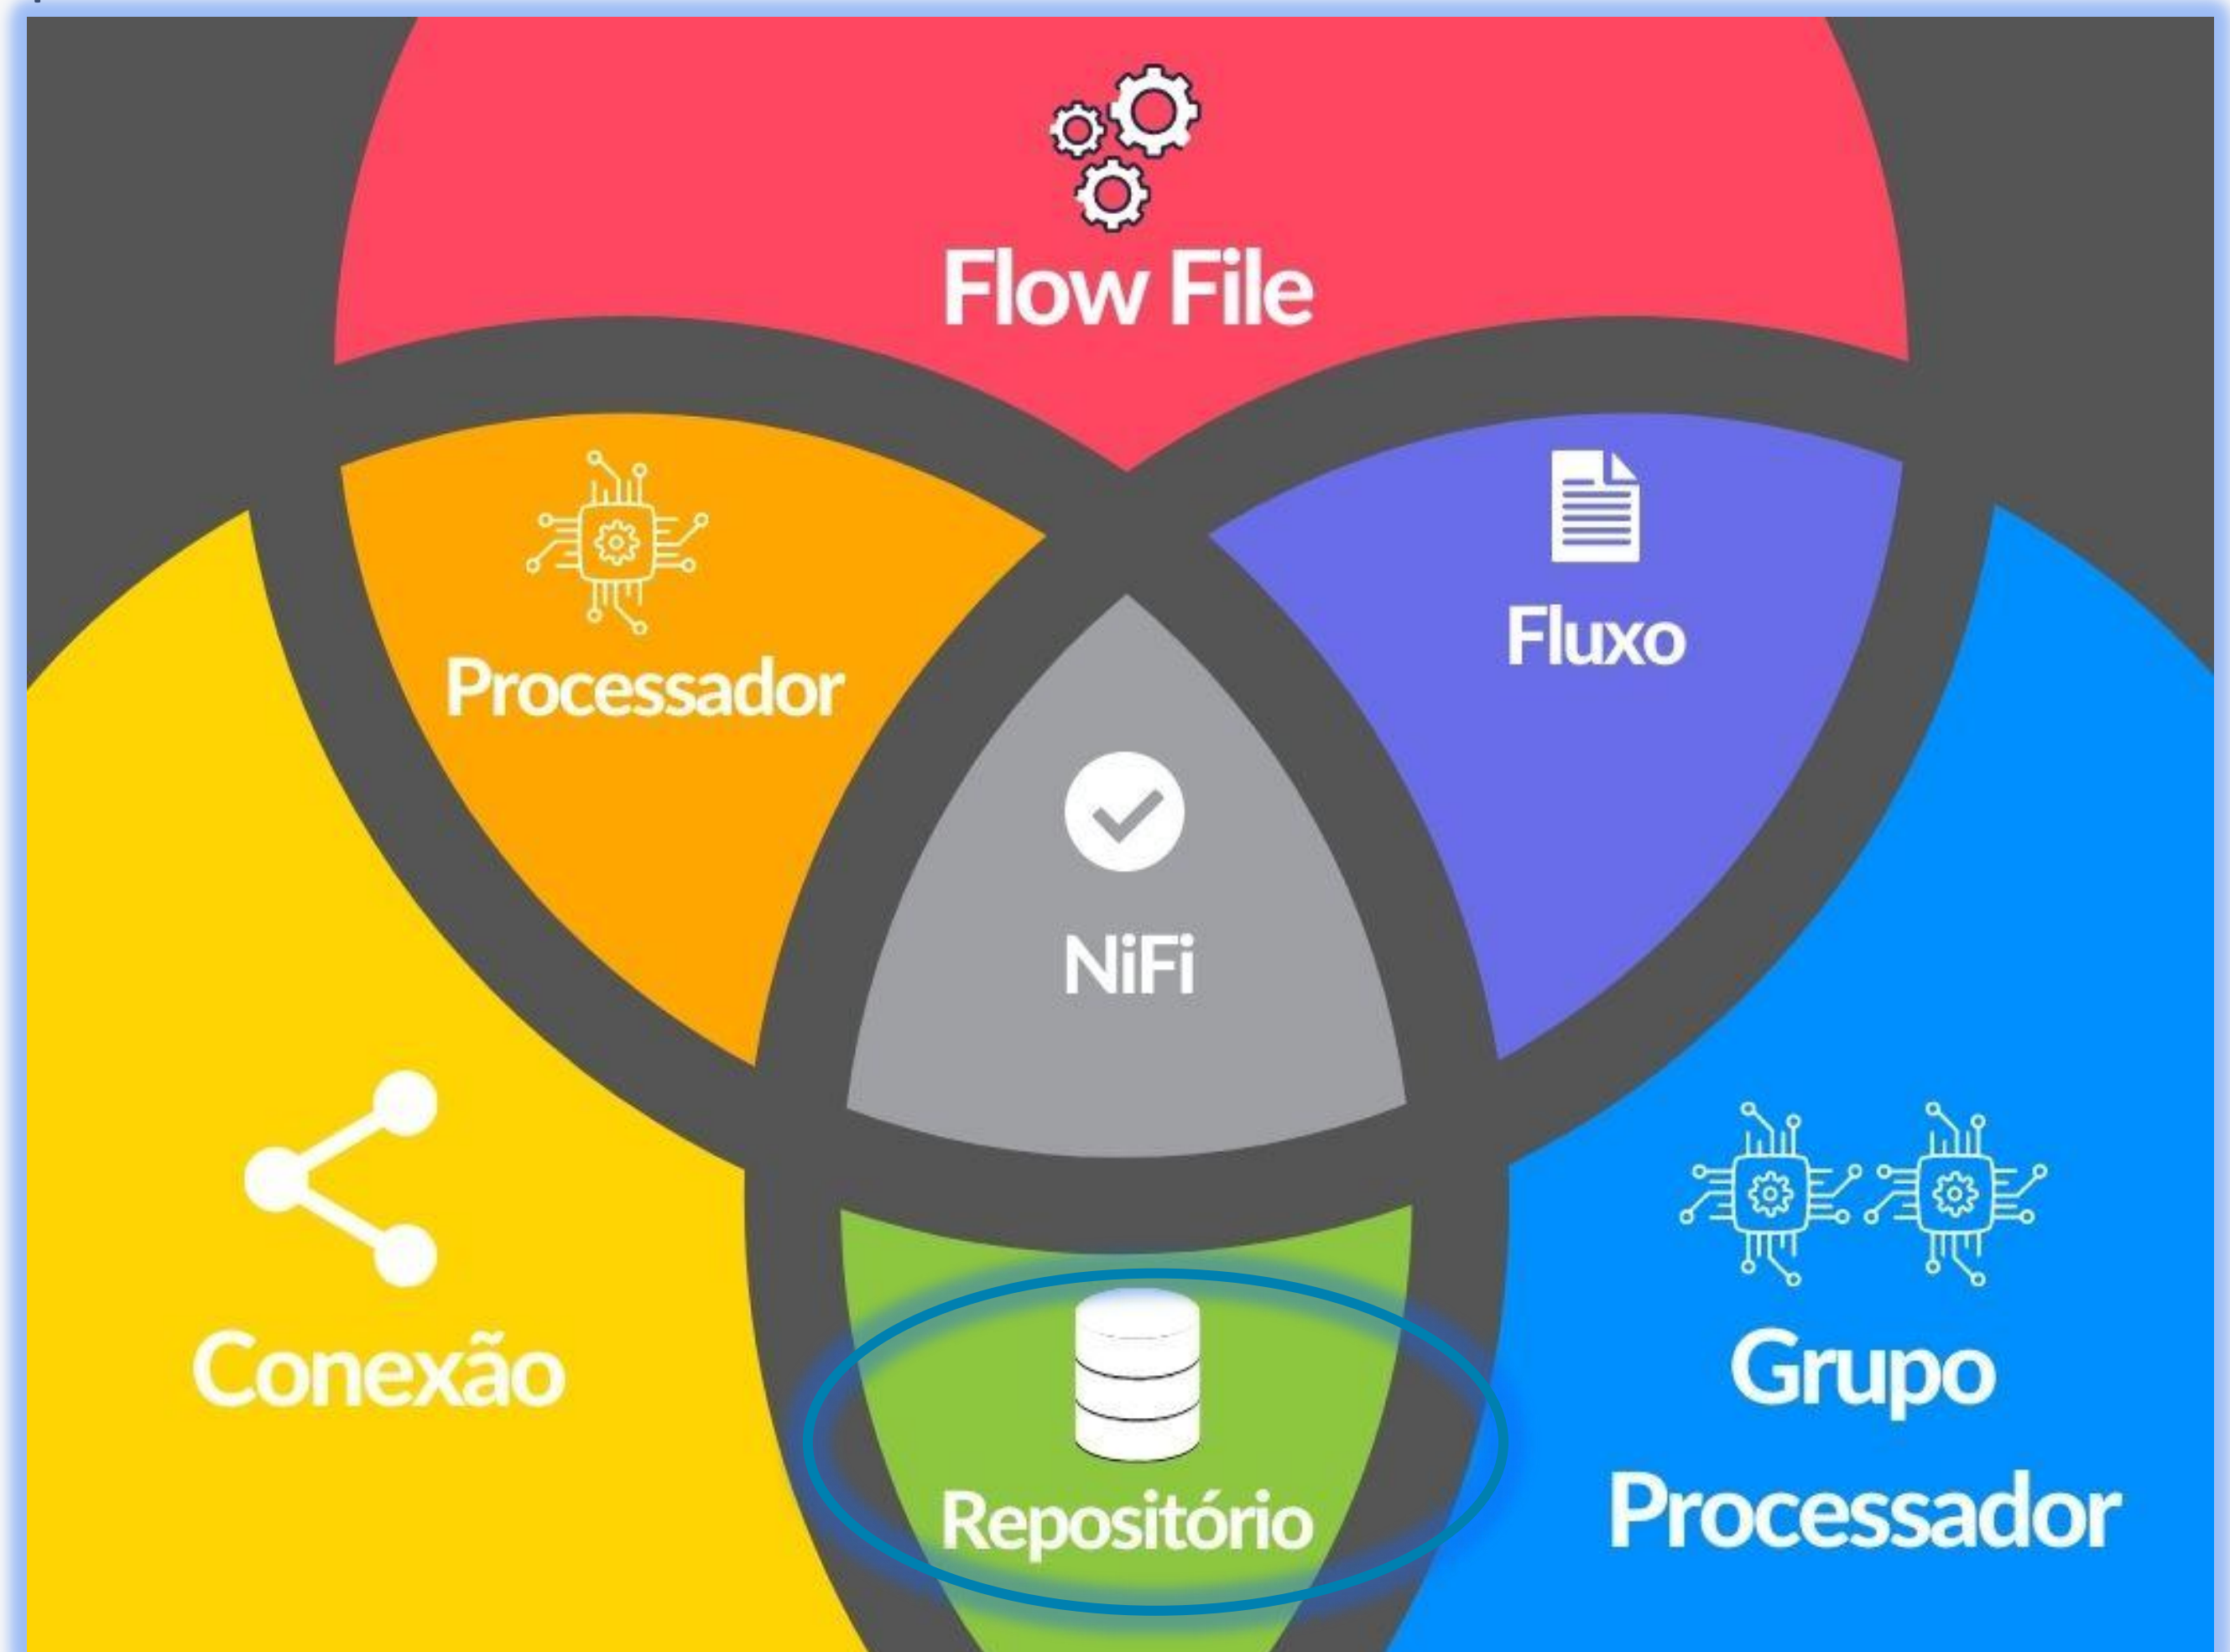 Flow File
Processador
Fluxo
NiFi
Conexão
Repositório
Grupo
Processador